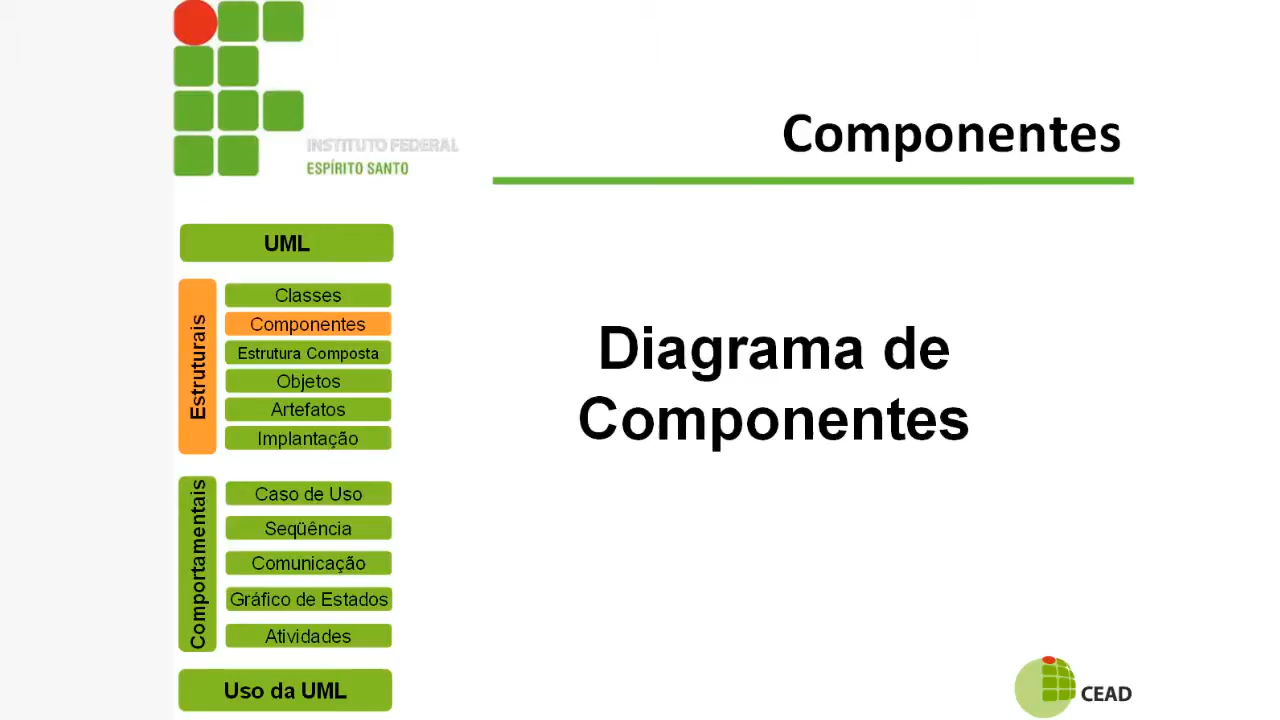 INSTITUTO FEDERAL
ESPÍRITO SANTO
Componentes
UML
Estruturais
Classes
Componentes
Estrutura Composta
Objetos
Artefatos
Implantação
Comportamentais
Caso de Uso
Seqüência
Comunicação
Gráfico de Estados
Atividades
Uso da UML
Diagrama de
Componentes
CEAD